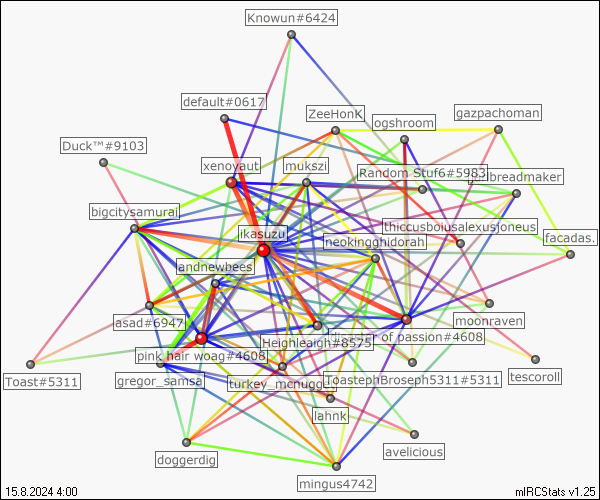 Knowun#6424
default#0617
ZeeHonK
ogshroom
gazpachoman
Duck™#9103
xenoyaut
mukszi
Random Stuf6#5983
breadmaker
bigcitysamurai
ikasuzu
neokingghidorah
thiccusboiusalexusjoneus
facadas.
andnewbees
moonraven
asad#6947
Heighleaigh#8575
of passion#4608
pink hair woag#4608
Toast#5311
gregor_samsa
turkey_mcnugg
ToastephBroseph5311#5311
tescoroll
lahnk
doggerdig
avelicious
mingus4742
15.8.2024 4:00
mIRCStats v1.25